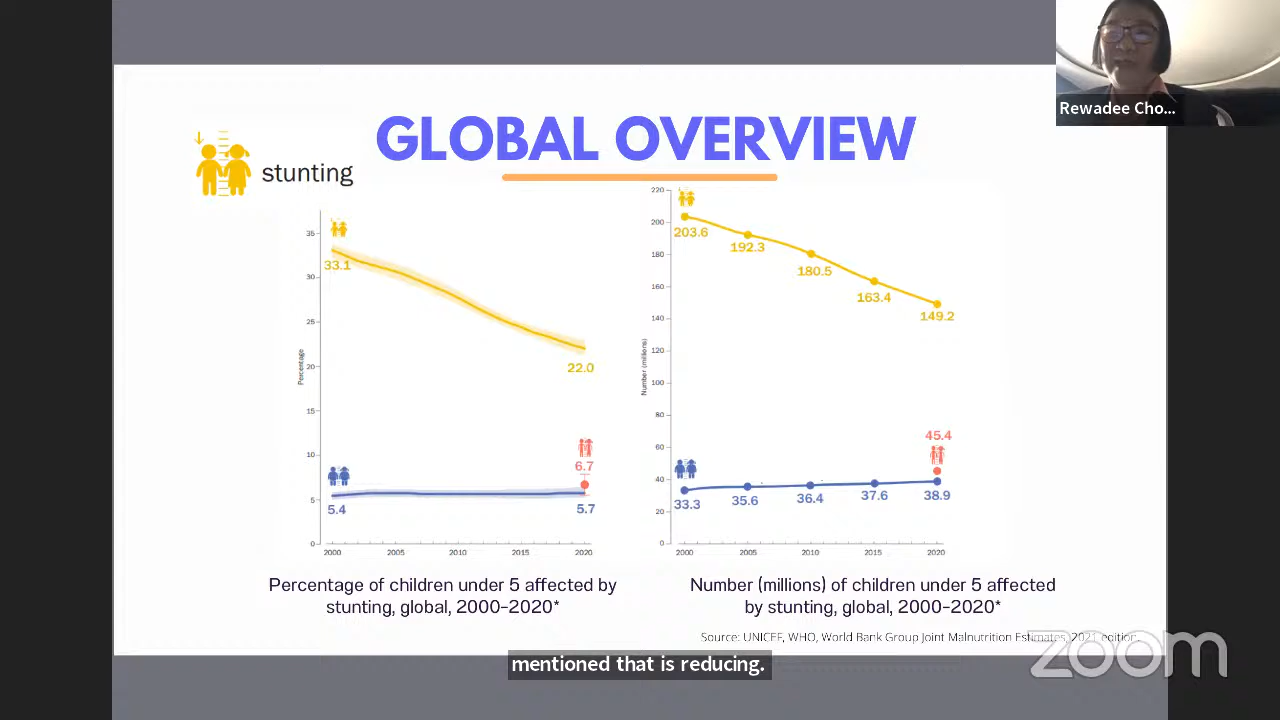 Rewadee Cho...
GLOBAL OVERVIEW
stunting
35
30
25
20
15
10
5
0
Percentage
33.1
22.0
6.7
5.4
5.7
2000 2005 2010 2015 2020
Percentage of children under 5 affected by
stunting, global, 2000-2020*
220
200
180
160
140
120
100
80
60
40
20
0
Number (millions)
203.6
192.3
180.5
163.4
149.2
45.4
33.3
35.6
36.4
37.6
38.9
2000 2005 2010 2015 2020
Number (millions) of children under 5 affected
by stunting, global, 2000-2020*
Source: UNICEF, WHO, World Bank Group Joint Malnutrition Estimates, 2021 edition.
zoom
mentioned that is reducing.